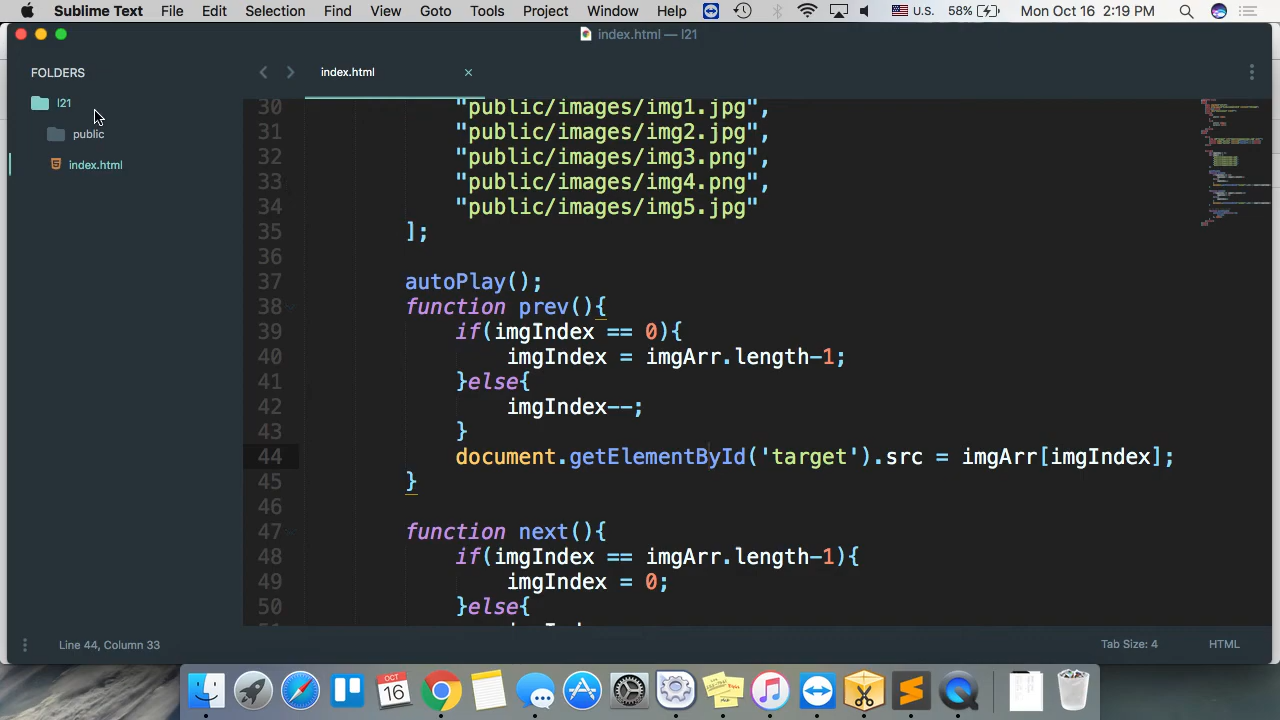 Sublime Text File Edit Selection Find View Goto Tools Project Window Help U.S. 58% Mon Oct 16 2:19 PM
index.html — l21
FOLDERS
l21
public
index.html
index.html ×
30 "public/images/img1.jpg",
31 "public/images/img2.jpg",
32 "public/images/img3.png",
33 "public/images/img4.png",
34 "public/images/img5.jpg"
35 ];
36
37 autoPlay();
38 function prev(){
39 if(imgIndex == 0){
40 imgIndex = imgArr.length-1;
41 }else{
42 imgIndex--;
43 }
44 document.getElementById('target').src = imgArr[imgIndex];
45 }
46
47 function next(){
48 if(imgIndex == imgArr.length-1){
49 imgIndex = 0;
50 }else{
Line 44, Column 33 Tab Size: 4 HTML
OCT
16